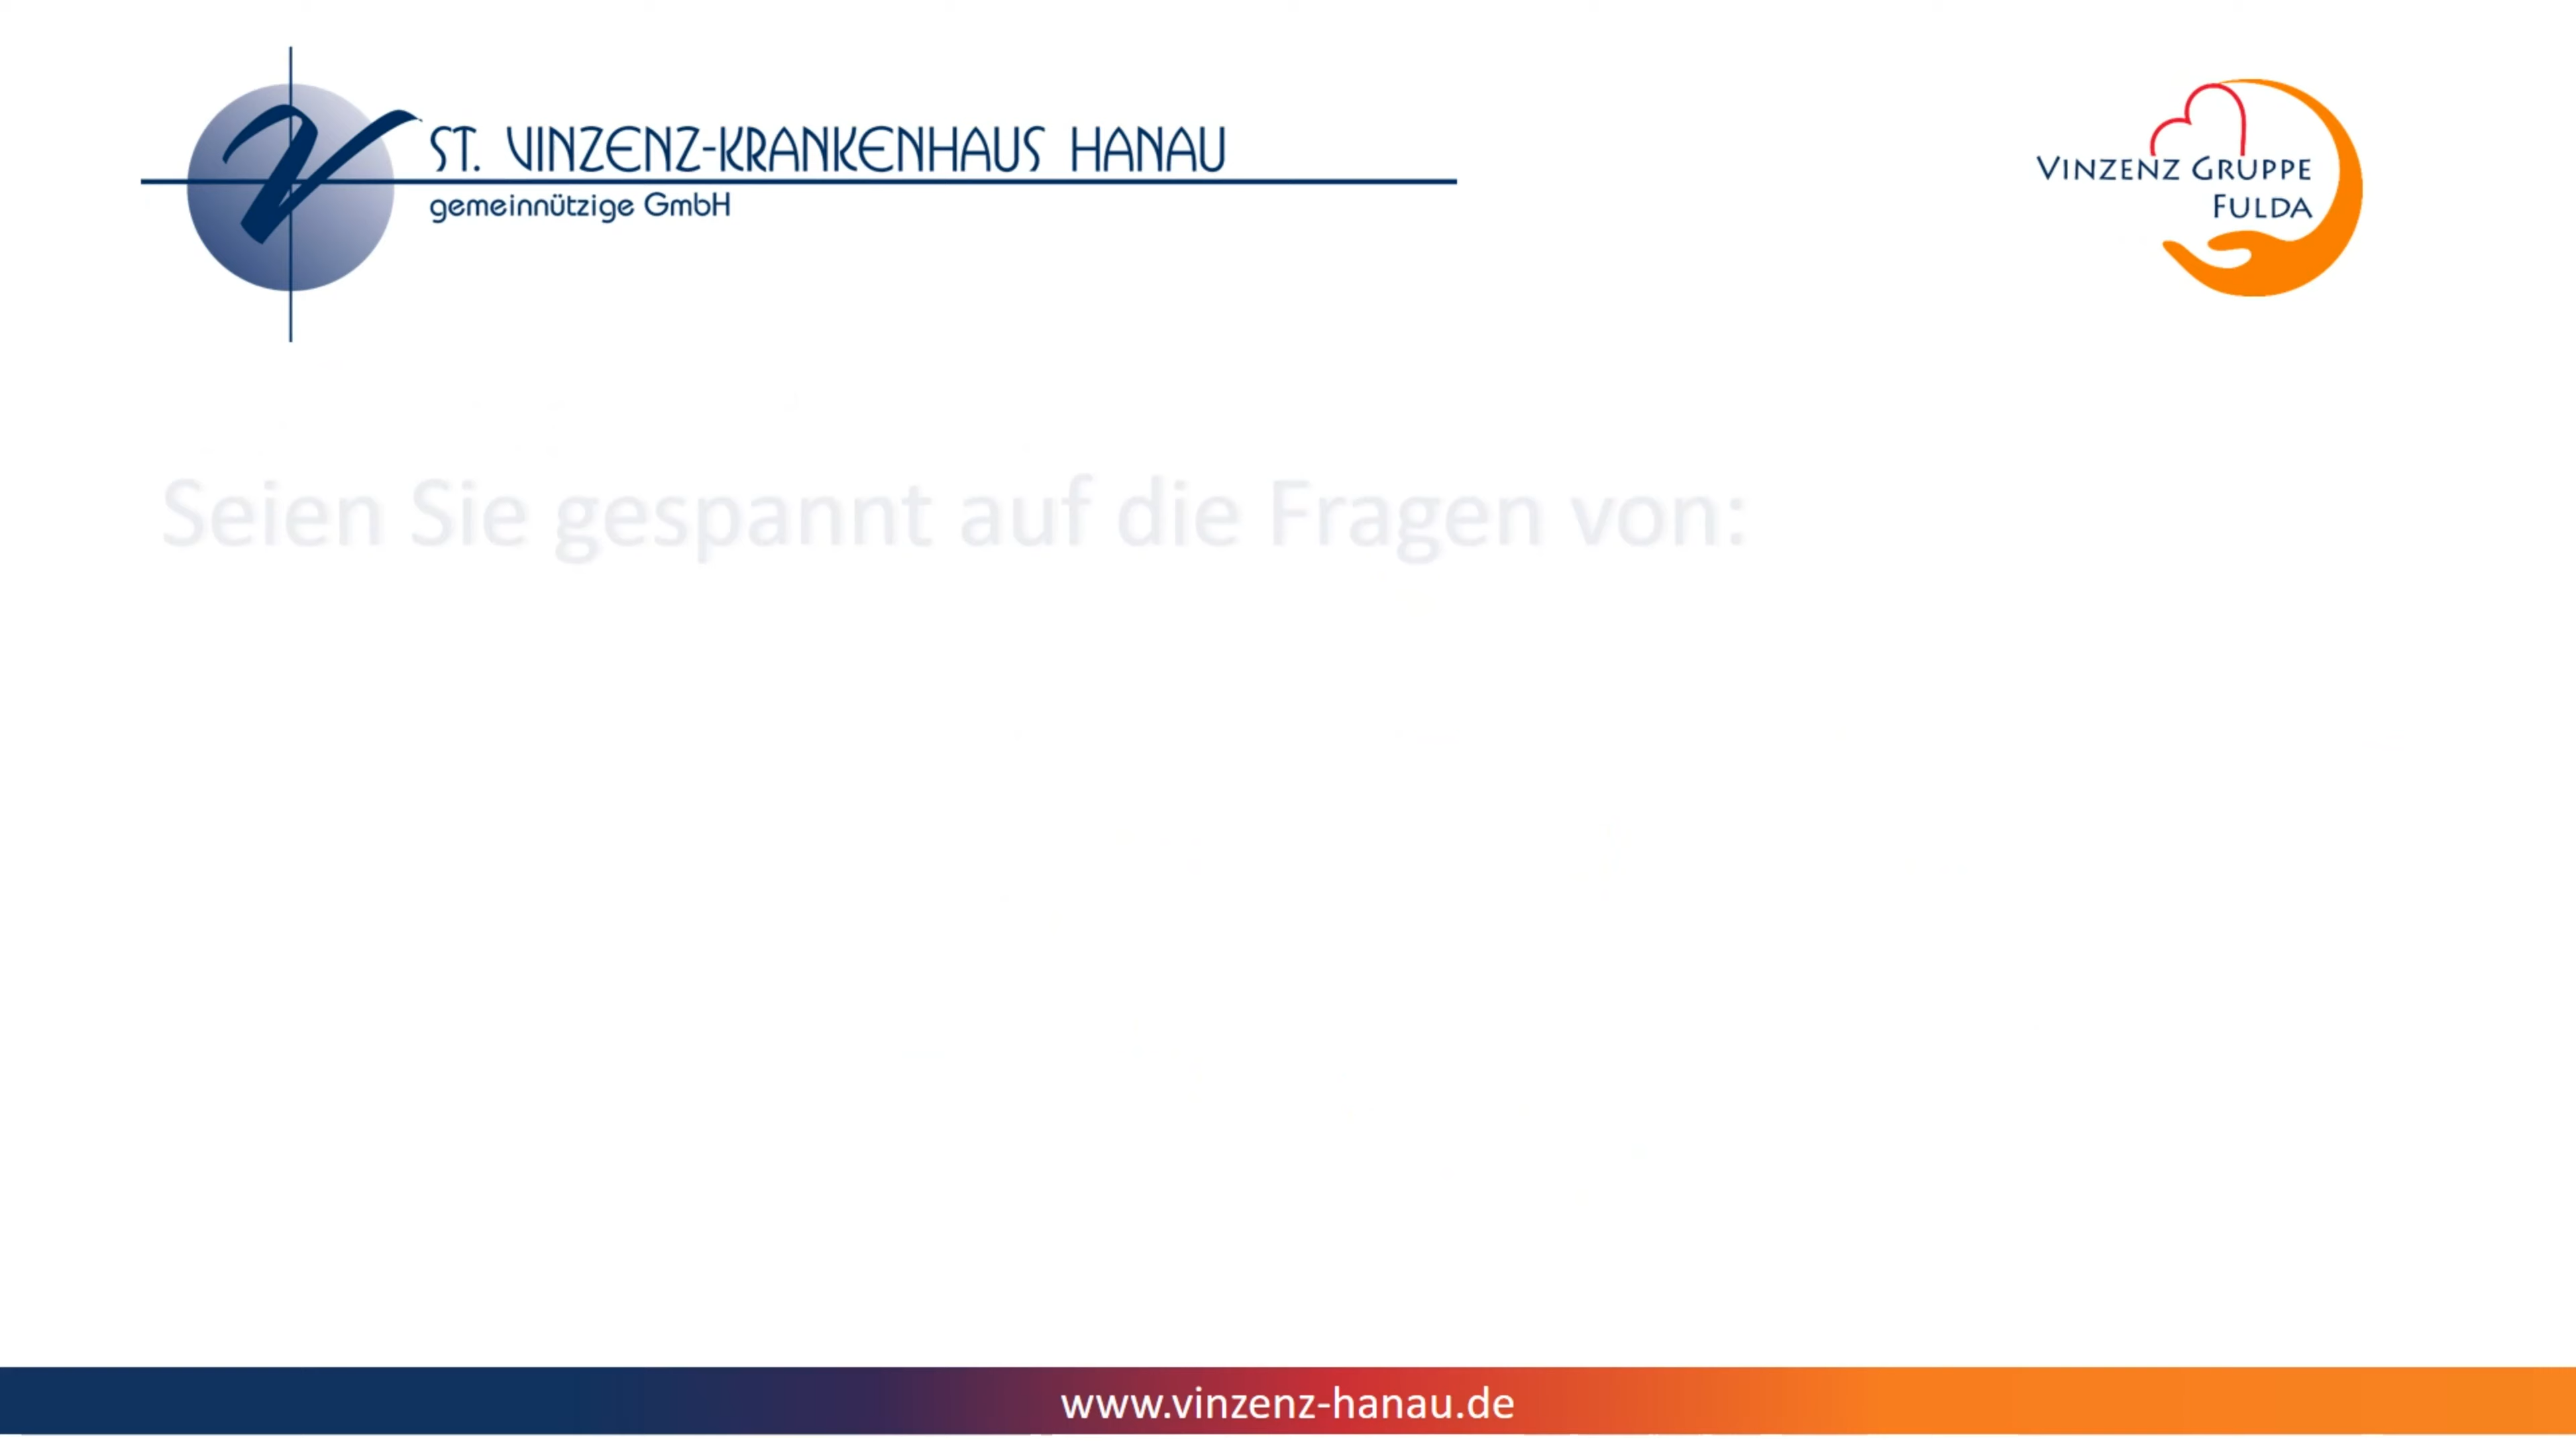 ST. VINZENZ-KRANKENHAUS HANAU
gemeinnützige GmbH
VINZENZ GRUPPE
FULDA
Seien Sie gespannt auf die Fragen von:
www.vinzenz-hanau.de